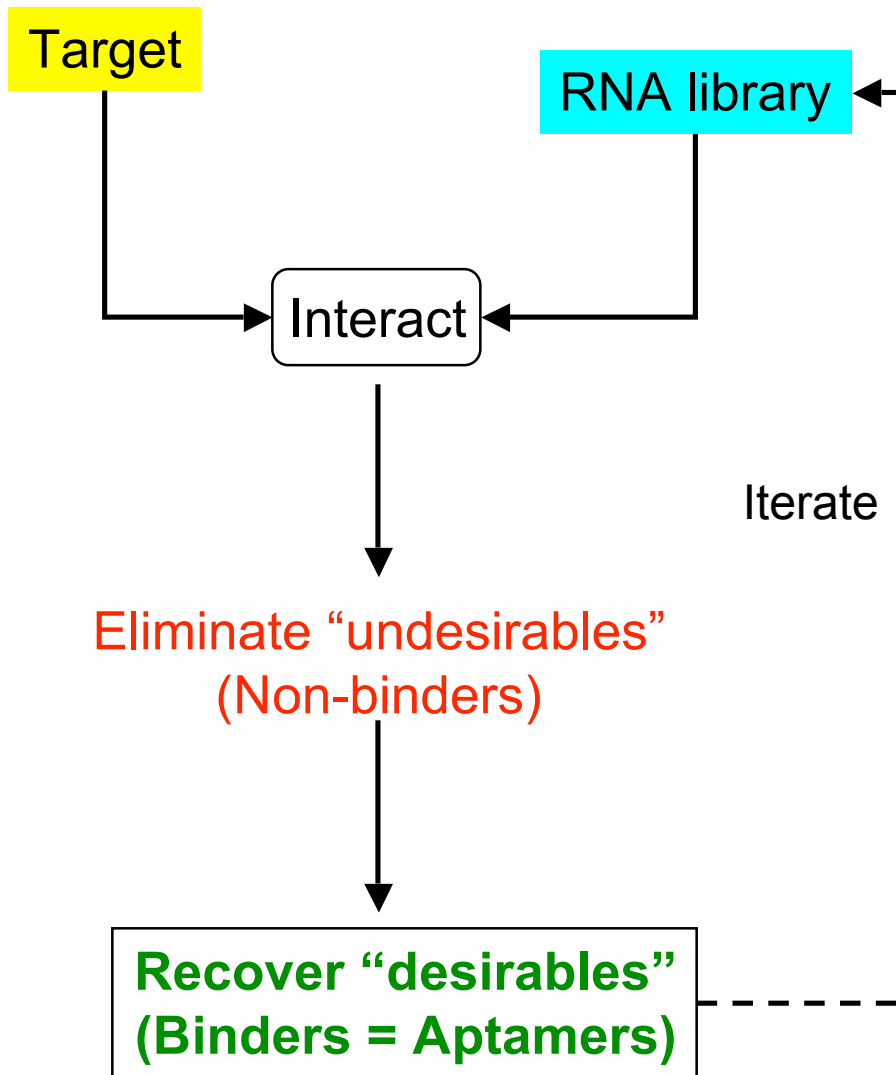 Target
RNA library
Interact
Iterate
Eliminate “undesirables”
(Non-binders)
Recover “desirables”
(Binders = Aptamers)